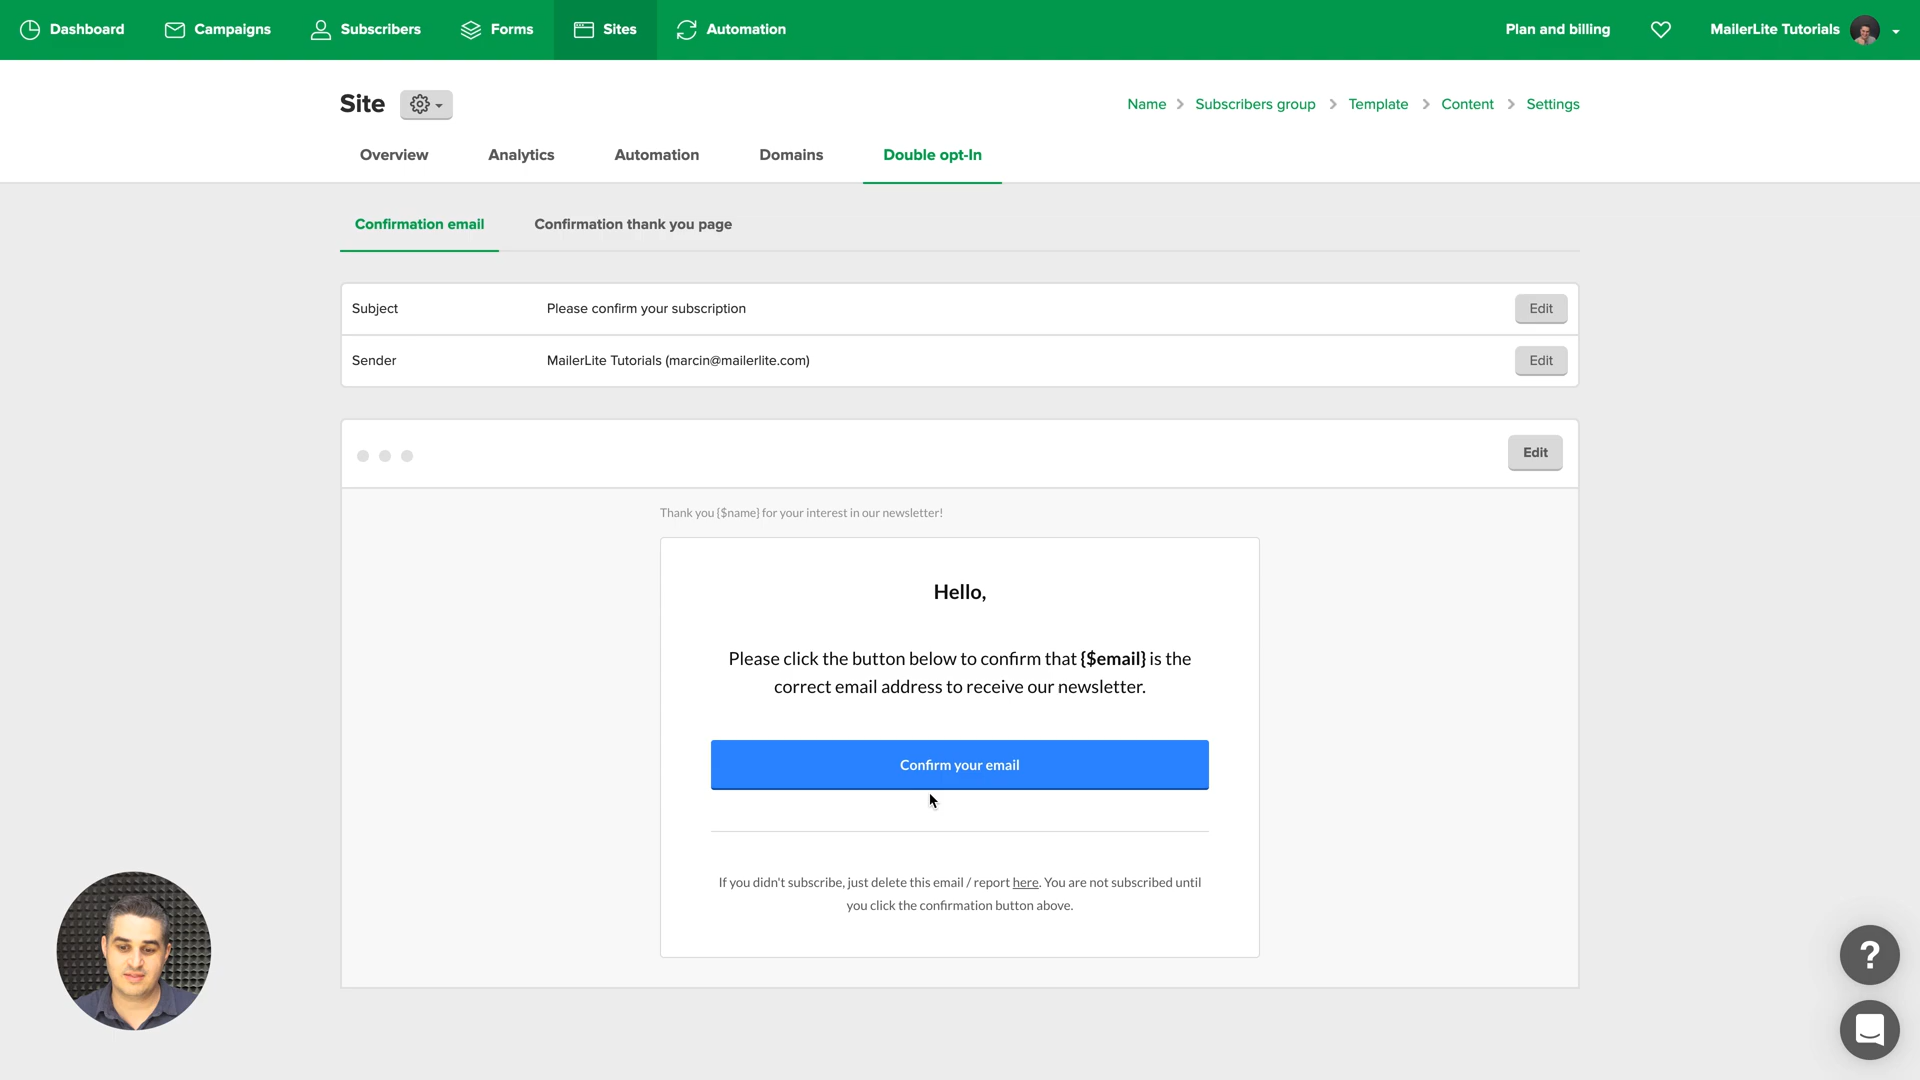 Dashboard
Campaigns
Subscribers
Forms
Sites
Automation
Plan and billing
MailerLite Tutorials
Site
Name
Subscribers group
Template
Content
Settings
Overview
Analytics
Automation
Domains
Double opt-In
Confirmation email
Confirmation thank you page
Subject
Please confirm your subscription
Edit
Sender
MailerLite Tutorials (marcin@mailerlite.com)
Edit
Edit
Thank you {$name} for your interest in our newsletter!
Hello,
Please click the button below to confirm that {$email} is the
correct email address to receive our newsletter.
Confirm your email
If you didn't subscribe, just delete this email / report here. You are not subscribed until
you click the confirmation button above.
?